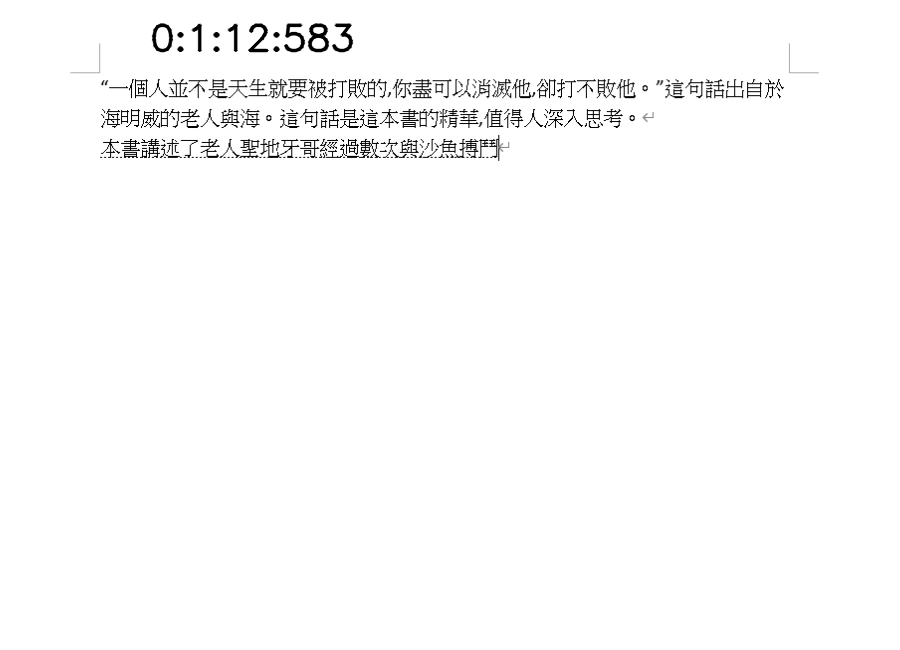 0:1:12:583
“一個人並不是天生就要被打敗的,你盡可以消滅他,卻打不敗他。”這句話出自於
海明威的老人與海。這句話是這本書的精華,值得人深入思考。
本書講述了老人聖地牙哥經過數次與沙魚搏鬥